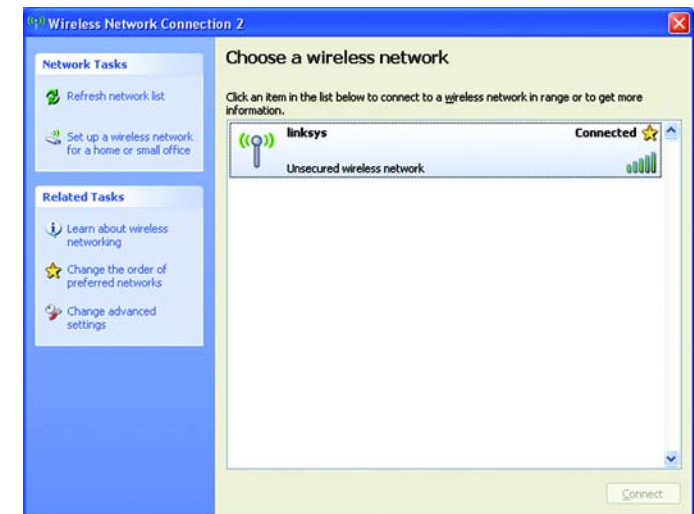 Wireless Network Connection 2
Network Tasks
Refresh network list
Set up a wireless network
for a home or small office
Related Tasks
Learn about wireless
networking
Change the order of
preferred networks
Change advanced
settings
Choose a wireless network
Click an item in the list below to connect to a wireless network in range or to get more
information.
linksys
Connected
Unsecured wireless network
Connect